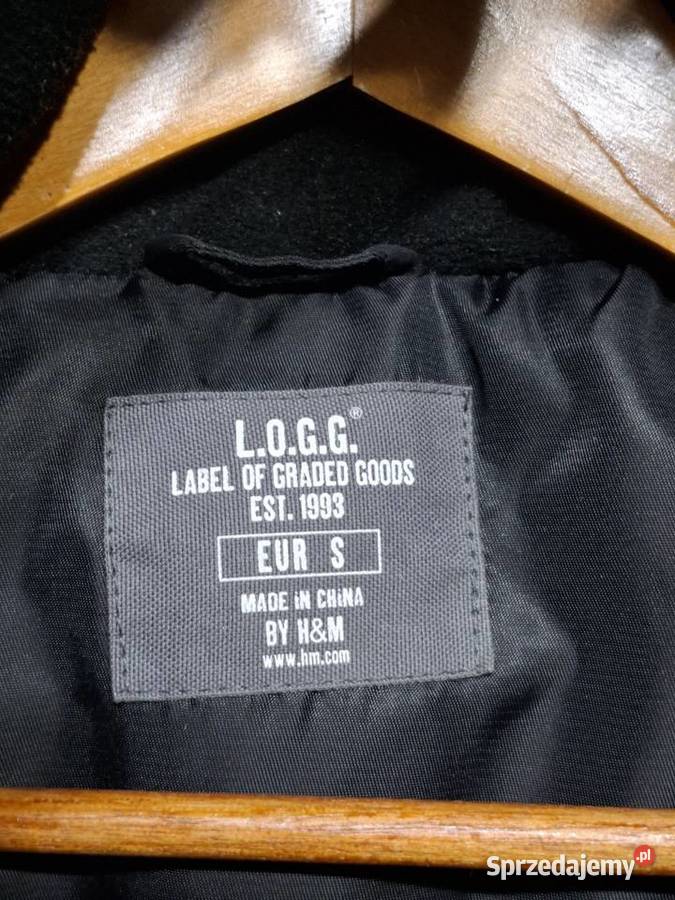 L.O.G.G.®
LABEL OF GRADED GOODS
EST. 1993
EUR S
MADE iN CHiNA
BY H&M
www.hm.com
Sprzedajemy.pl